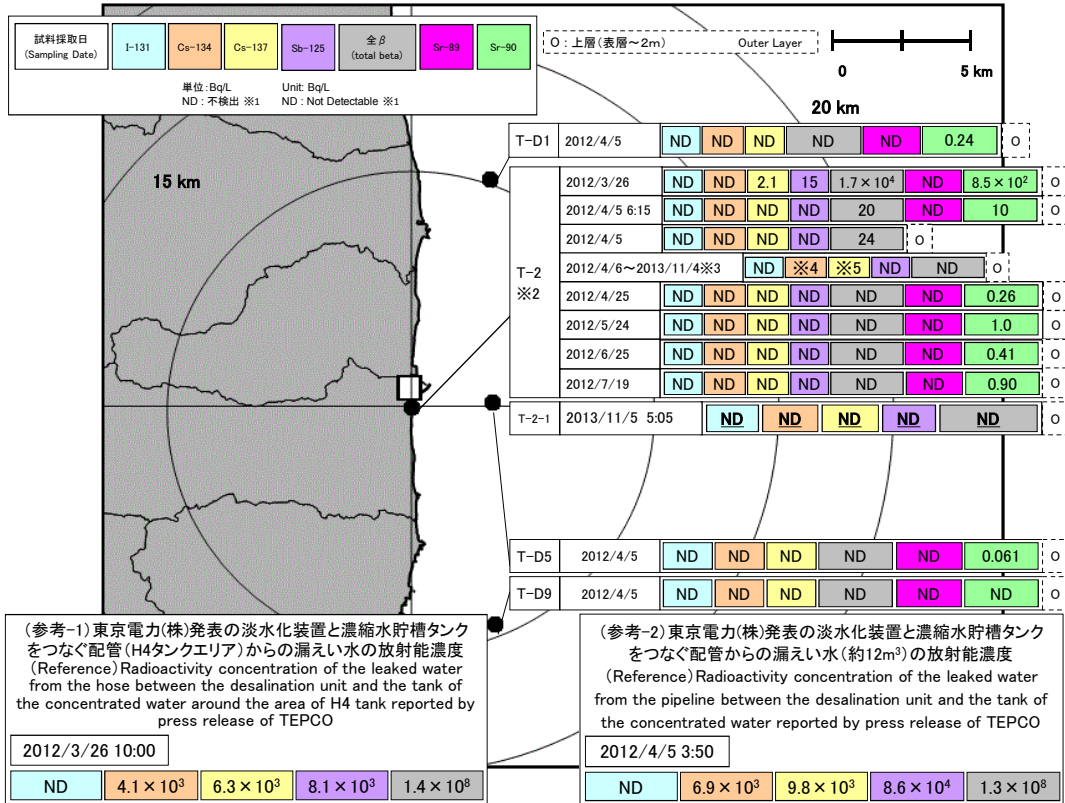 試料採取日
(Sampling Date)
I-131
Cs-134
Cs-137
Sb-125
全β
(total beta)
Sr-89
Sr-90
単位:Bq/L Unit: Bq/L
ND : 不検出 ※1 ND : Not Detectable ※1
O : 上層(表層～2m) Outer Layer
0 5 km
20 km
15 km
T-D1 2012/4/5 ND ND ND ND ND 0.24 O
T-2
※2
2012/3/26 ND ND 2.1 15 1.7×10⁴ ND 8.5×10² O
2012/4/5 6:15 ND ND ND ND 20 ND 10 O
2012/4/5 ND ND ND ND 24 O
2012/4/6～2013/11/4※3 ND ※4 ※5 ND ND O
2012/4/25 ND ND ND ND ND ND 0.26 O
2012/5/24 ND ND ND ND ND ND 1.0 O
2012/6/25 ND ND ND ND ND ND 0.41 O
2012/7/19 ND ND ND ND ND ND 0.90 O
T-2-1 2013/11/5 5:05 ND ND ND ND ND O
T-D5 2012/4/5 ND ND ND ND ND 0.061 O
T-D9 2012/4/5 ND ND ND ND ND ND O
(参考-1)東京電力(株)発表の淡水化装置と濃縮水貯槽タンク
をつなぐ配管(H4タンクエリア)からの漏えい水の放射能濃度
(Reference)Radioactivity concentration of the leaked water
from the hose between the desalination unit and the tank of
the concentrated water around the area of H4 tank reported by
press release of TEPCO
2012/3/26 10:00
ND 4.1×10³ 6.3×10³ 8.1×10³ 1.4×10⁸
(参考-2)東京電力(株)発表の淡水化装置と濃縮水貯槽タンク
をつなぐ配管からの漏えい水(約12m³)の放射能濃度
(Reference)Radioactivity concentration of the leaked water
from the pipeline between the desalination unit and the tank of
the concentrated water reported by press release of TEPCO
2012/4/5 3:50
ND 6.9×10³ 9.8×10³ 8.6×10⁴ 1.3×10⁸